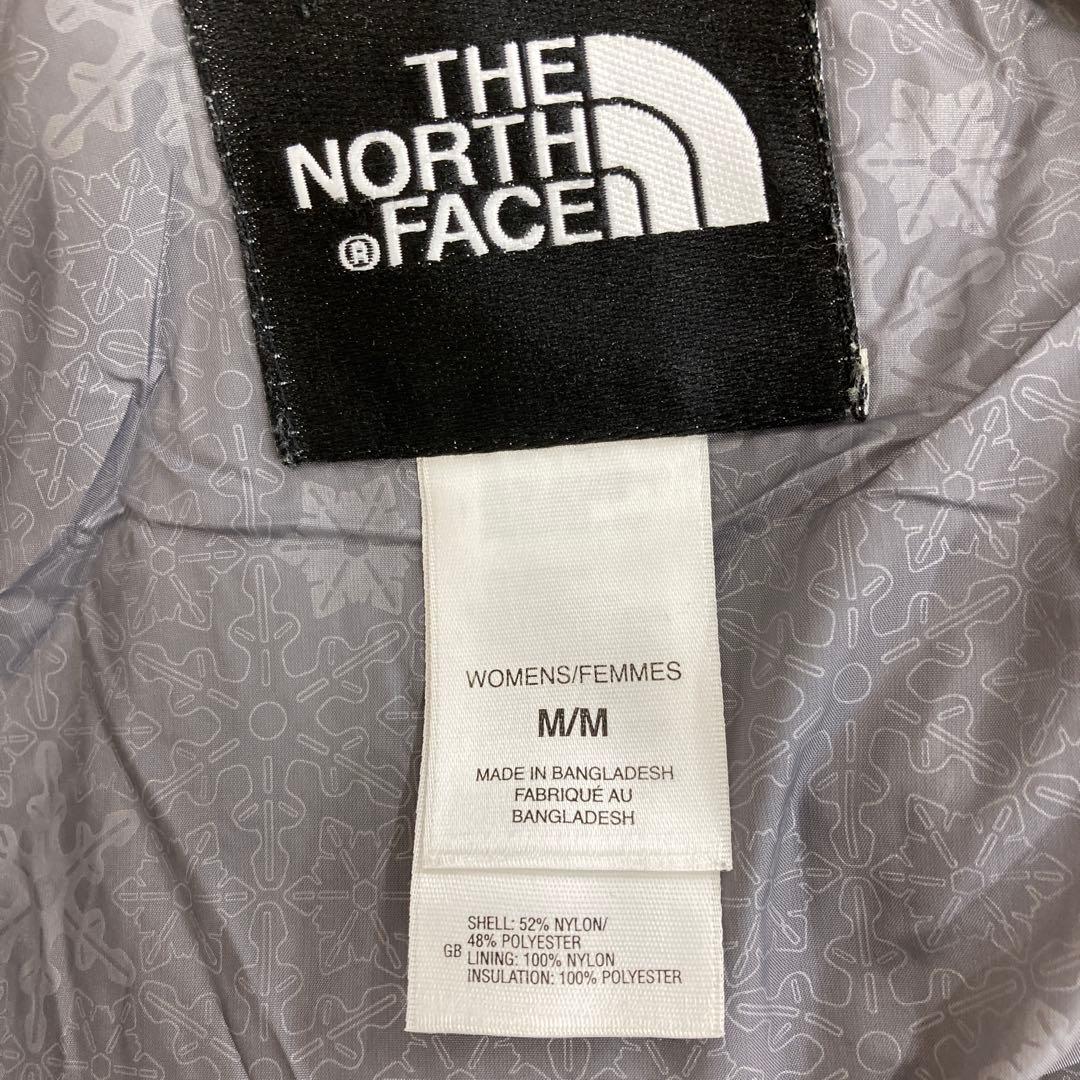 THE
NORTH
®FACE
WOMENS/FEMMES
M/M
MADE IN BANGLADESH
FABRIQUÉ AU
BANGLADESH
SHELL: 52% NYLON/
48% POLYESTER
GB LINING: 100% NYLON
INSULATION: 100% POLYESTER